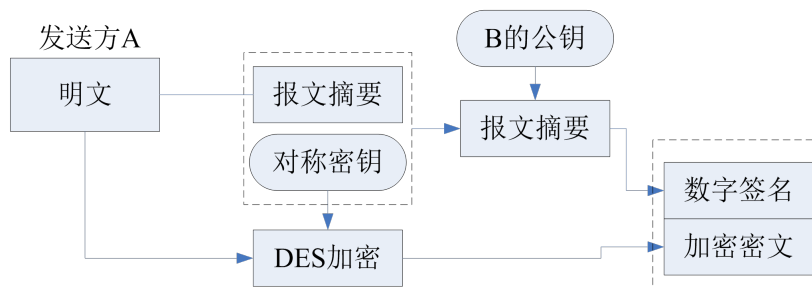 发送方A
明文
报文摘要
对称密钥
DES加密
B的公钥
报文摘要
数字签名
加密密文